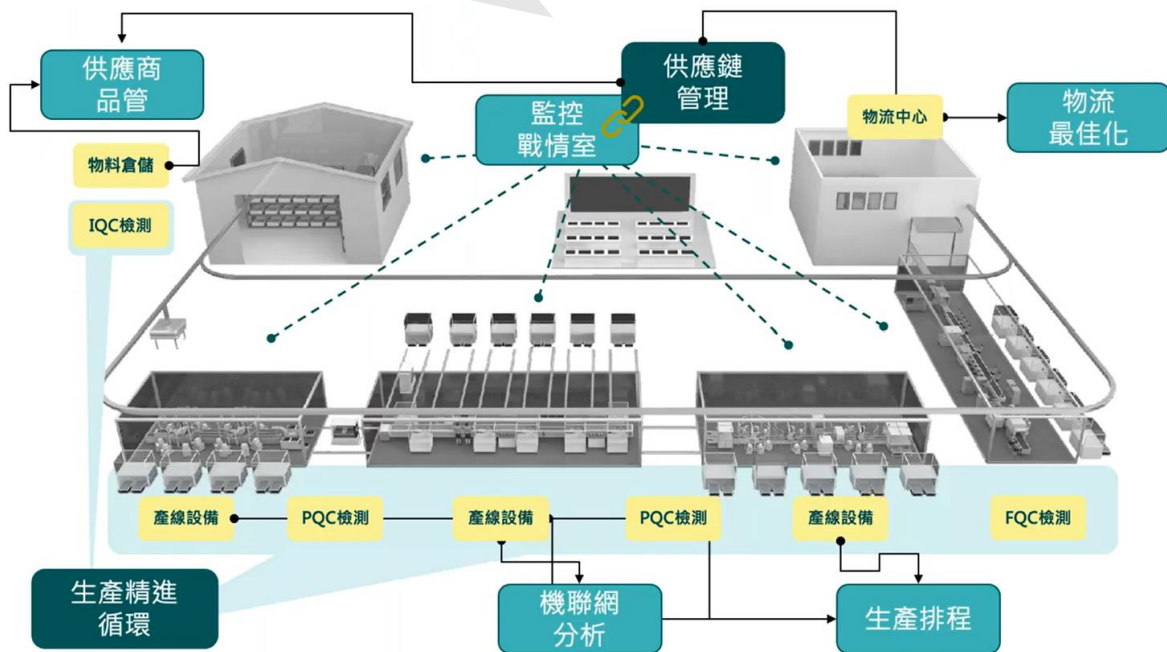 供應商
品管
供應鏈
管理
監控
戰情室
物流中心
物流
最佳化
物料倉儲
IQC檢測
產線設備
PQC檢測
產線設備
PQC檢測
產線設備
FQC檢測
生產精進
循環
機聯網
分析
生產排程